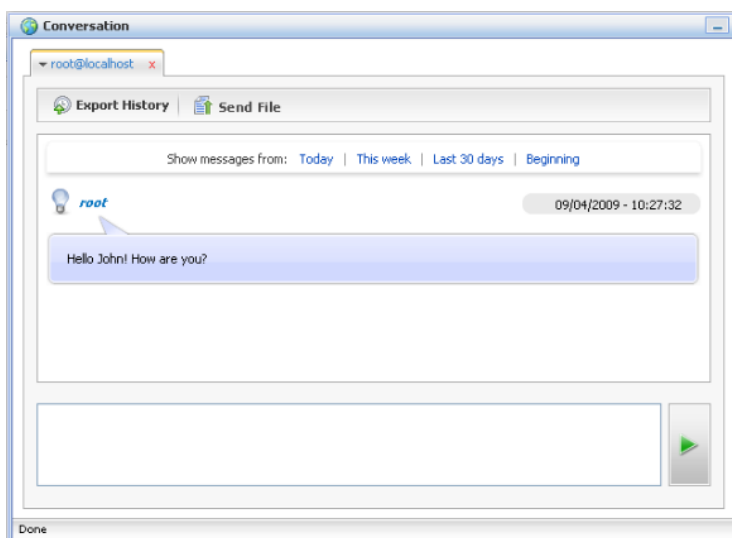 Conversation
root@localhost x
Export History Send File
Show messages from: Today | This week | Last 30 days | Beginning
root 09/04/2009 - 10:27:32
Hello John! How are you?
Done